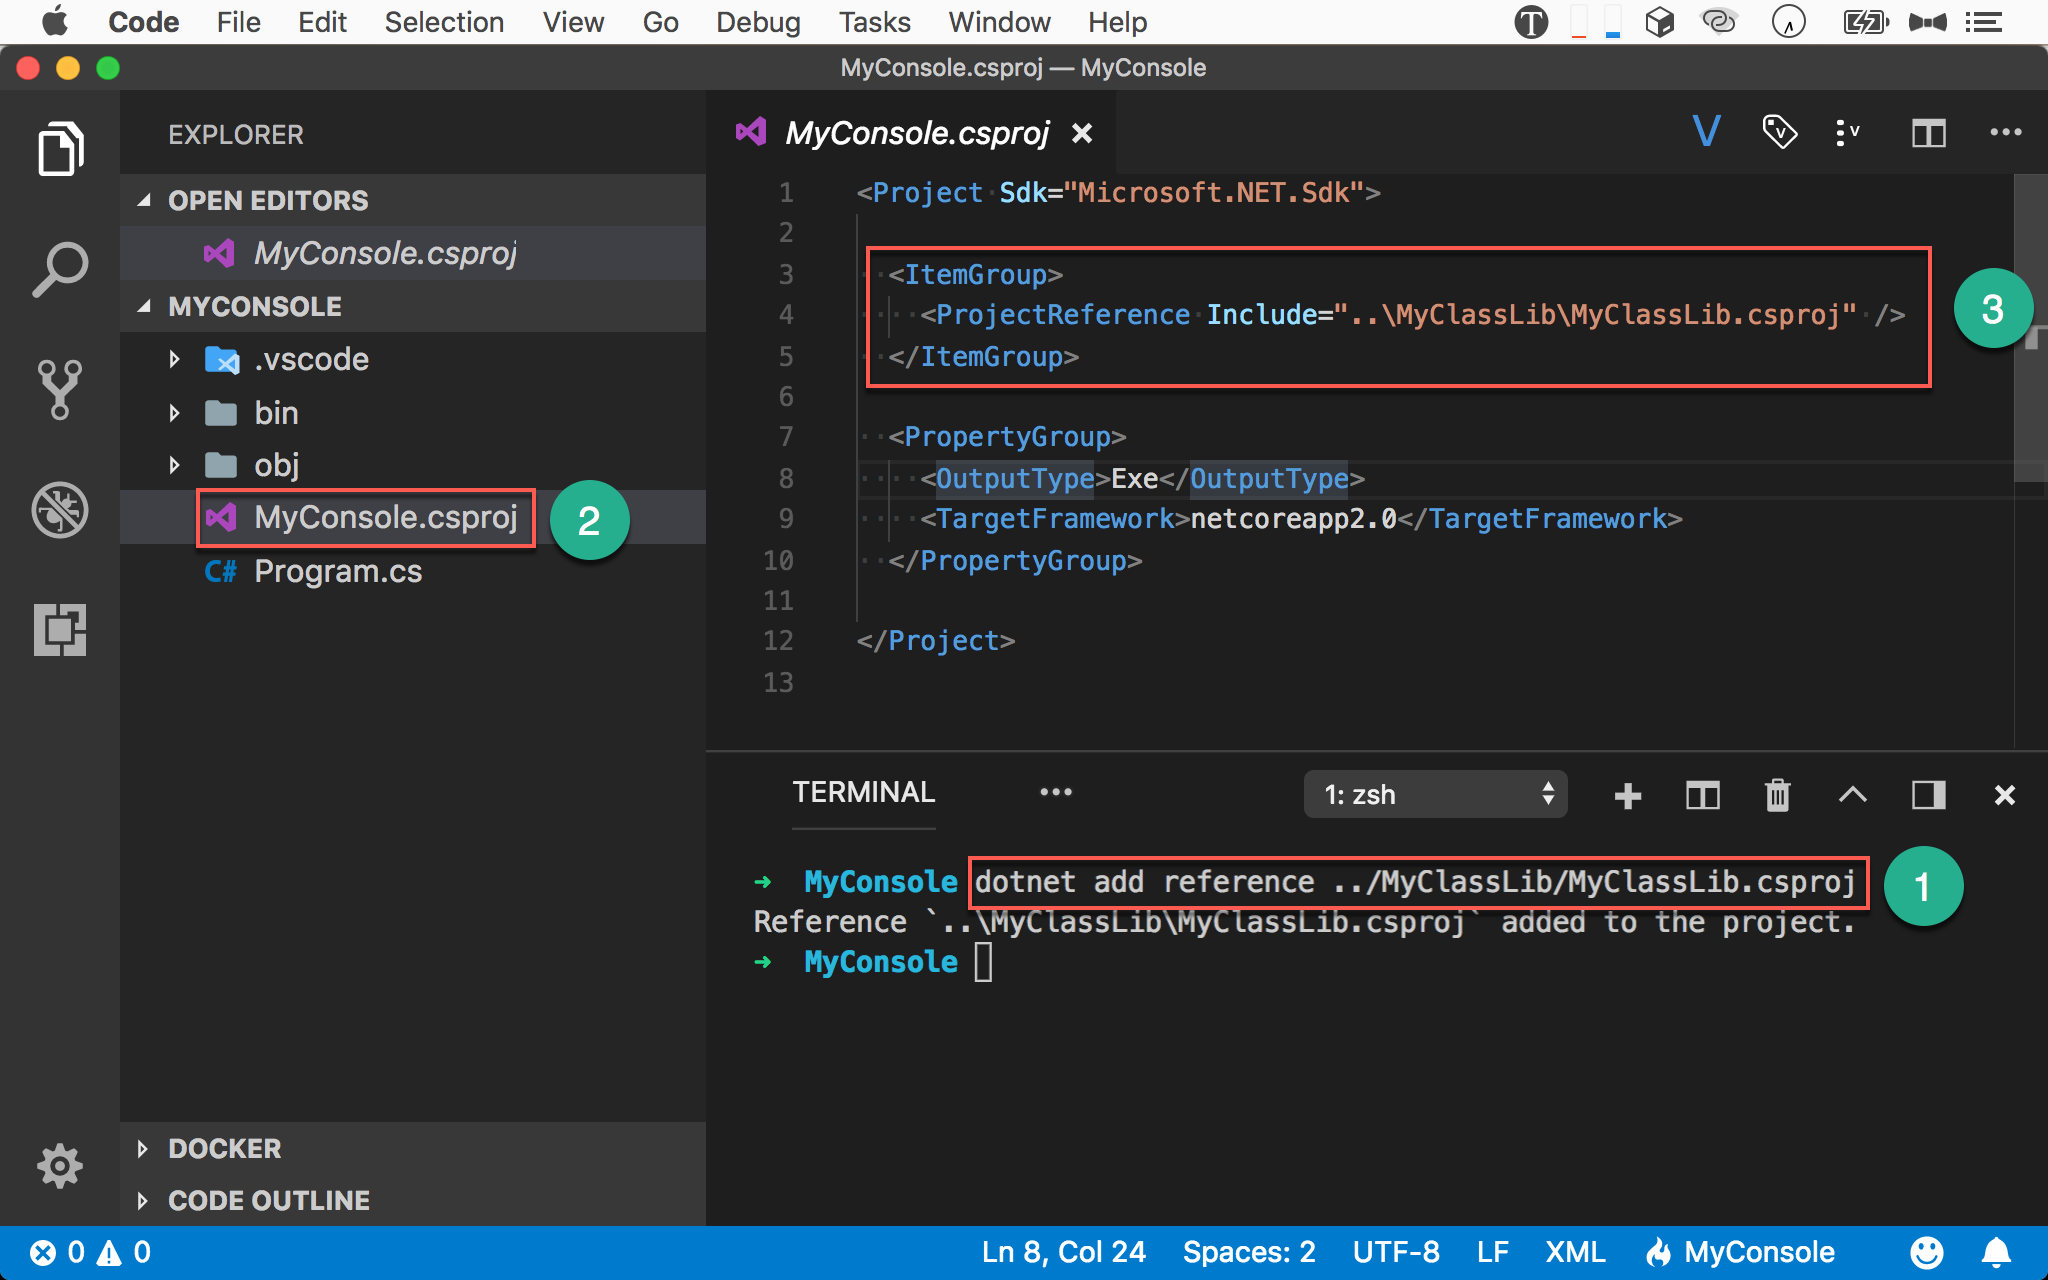 Code File Edit Selection View Go Debug Tasks Window Help
MyConsole.csproj — MyConsole
EXPLORER
OPEN EDITORS
MyConsole.csproj
MYCONSOLE
.vscode
bin
obj
MyConsole.csproj
2
C# Program.cs
DOCKER
CODE OUTLINE
MyConsole.csproj
1 <Project Sdk="Microsoft.NET.Sdk">
2
3 <ItemGroup>
4 <ProjectReference Include="..\MyClassLib\MyClassLib.csproj" />
5 </ItemGroup>
3
6
7 <PropertyGroup>
8 <OutputType>Exe</OutputType>
9 <TargetFramework>netcoreapp2.0</TargetFramework>
10 </PropertyGroup>
11
12 </Project>
13
TERMINAL
1: zsh
➜ MyConsole dotnet add reference ../MyClassLib/MyClassLib.csproj
1
Reference `..\MyClassLib\MyClassLib.csproj` added to the project.
➜ MyConsole
0 0 Ln 8, Col 24 Spaces: 2 UTF-8 LF XML MyConsole